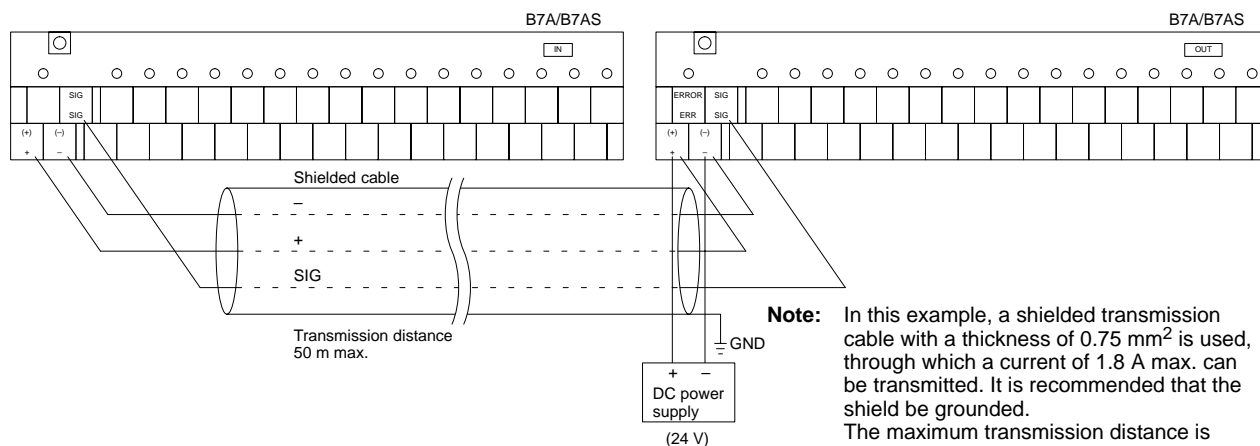 B7A/B7AS
IN
SIG
SIG
(+) (–)
+ –
B7A/B7AS
OUT
ERROR SIG
ERR SIG
(+) (–)
+ –
Shielded cable
–
+
SIG
Transmission distance
50 m max.
GND
+ –
DC power
supply
(24 V)
Note: In this example, a shielded transmission
cable with a thickness of 0.75 mm² is used,
through which a current of 1.8 A max. can
be transmitted. It is recommended that the
shield be grounded.
The maximum transmission distance is